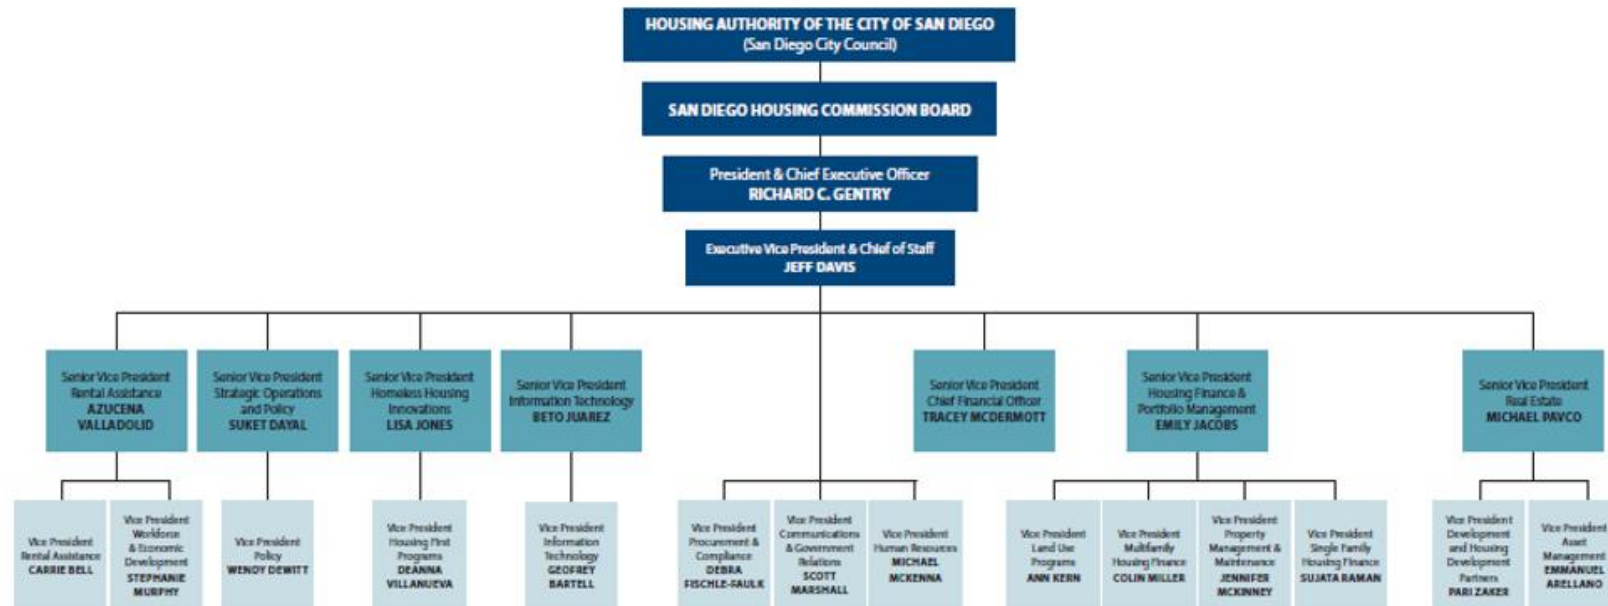 HOUSING AUTHORITY OF THE CITY OF SAN DIEGO
(San Diego City Council)
SAN DIEGO HOUSING COMMISSION BOARD
President & Chief Executive Officer
RICHARD C. GENTRY
Executive Vice President & Chief of Staff
JEFF DAVIS
Senior Vice President
Rental Assistance
AZUCENA
VALLADOLID
Senior Vice President
Strategic Operations
and Policy
SUKET DAYAL
Senior Vice President
Homeless Housing
Innovations
LISA JONES
Senior Vice President
Information Technology
BETO JUAREZ
Senior Vice President
Chief Financial Officer
TRACEY MCDERMOTT
Senior Vice President
Housing Finance &
Portfolio Management
EMILY JACOBS
Senior Vice President
Real Estate
MICHAEL PAVCO
Vice President
Rental Assistance
CARRIE BELL
Vice President
Workforce
& Economic
Development
STEPHANIE
MURPHY
Vice President
Policy
WENDY DEWITT
Vice President
Housing First
Programs
DEANNA
VILLANUEVA
Vice President
Information
Technology
GEOFREY
BARTELL
Vice President
Procurement &
Compliance
DEBRA
FISCHLE-FAULK
Vice President
Communications
& Government
Relations
SCOTT
MARSHALL
Vice President
Human Resources
MICHAEL
MCKENNA
Vice President
Land Use
Programs
ANN KERN
Vice President
Multifamily
Housing Finance
COLIN MILLER
Vice President
Property
Management &
Maintenance
JENNIFER
MCKINNEY
Vice President
Single Family
Housing Finance
SUJATA RAMAN
Vice President
Development
and Housing
Development
Partners
PARI ZAKER
Vice President
Asset
Management
EMMANUEL
ARELLANO